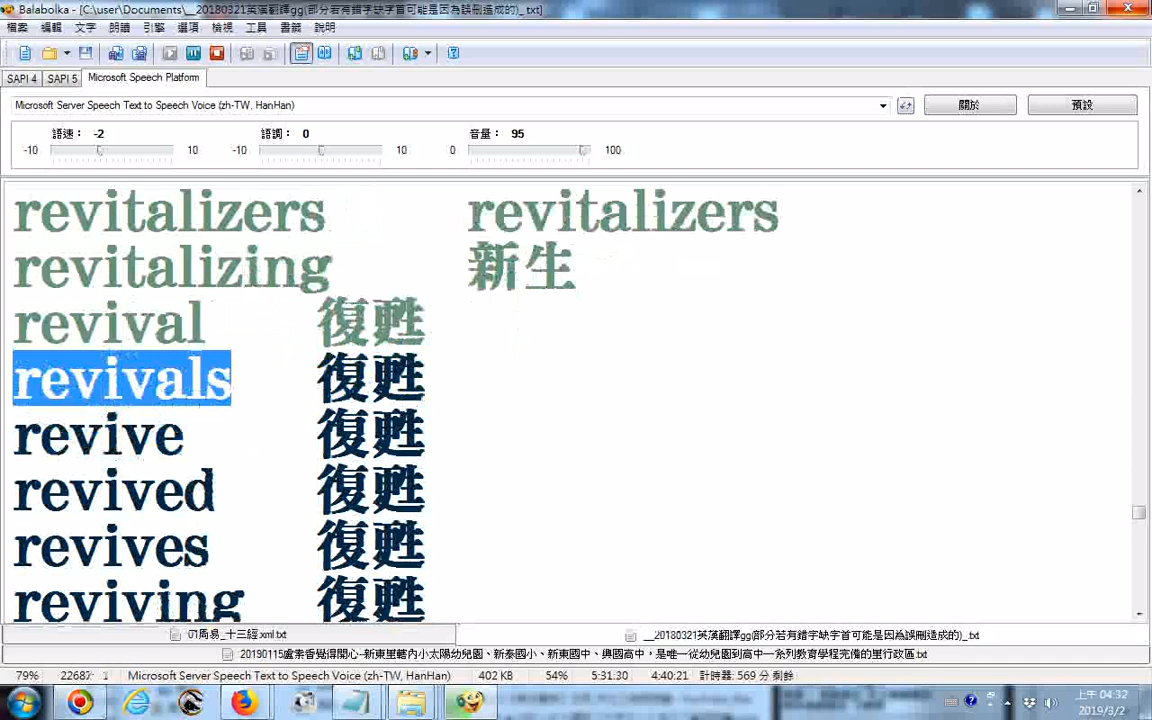 Balabolka - [C:\user\Documents\__20180321英漢翻譯gg(部分若有錯字缺字首可能是因為誤刪造成的)_.txt]
檔案 編輯 文字 朗讀 引擎 選項 檢視 工具 書籤 說明
SAPI 4 SAPI 5 Microsoft Speech Platform
Microsoft Server Speech Text to Speech Voice (zh-TW, HanHan) 關於 預設
語速： -2 語調： 0 音量： 95
-10 10 -10 10 0 100
revitalizers revitalizers
revitalizing 新生
revival 復甦
revivals 復甦
revive 復甦
revived 復甦
revives 復甦
reviving 復甦
周易_十三經.xml.txt __20180321英漢翻譯gg(部分若有錯字缺字首可能是因為誤刪造成的)_.txt
20190115盧素香覺得開心--新東里轄內小太陽幼兒園、新泰國小、新東國中、興國高中，是唯一從幼兒園到高中一系列教育學程完備的里行政區.txt
79% 22687: 1 Microsoft Server Speech Text to Speech Voice (zh-TW, HanHan) 402 KB 54% 5:31:30 4:40:21 計時器: 569 分 剩餘
上午 04:32
2019/3/2